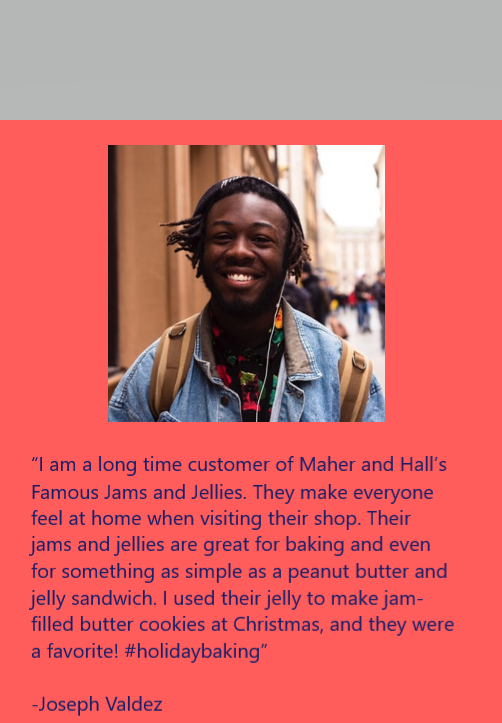 “I am a long time customer of Maher and Hall’s
Famous Jams and Jellies. They make everyone
feel at home when visiting their shop. Their
jams and jellies are great for baking and even
for something as simple as a peanut butter and
jelly sandwich. I used their jelly to make jam-
filled butter cookies at Christmas, and they were
a favorite! #holidaybaking”
-Joseph Valdez